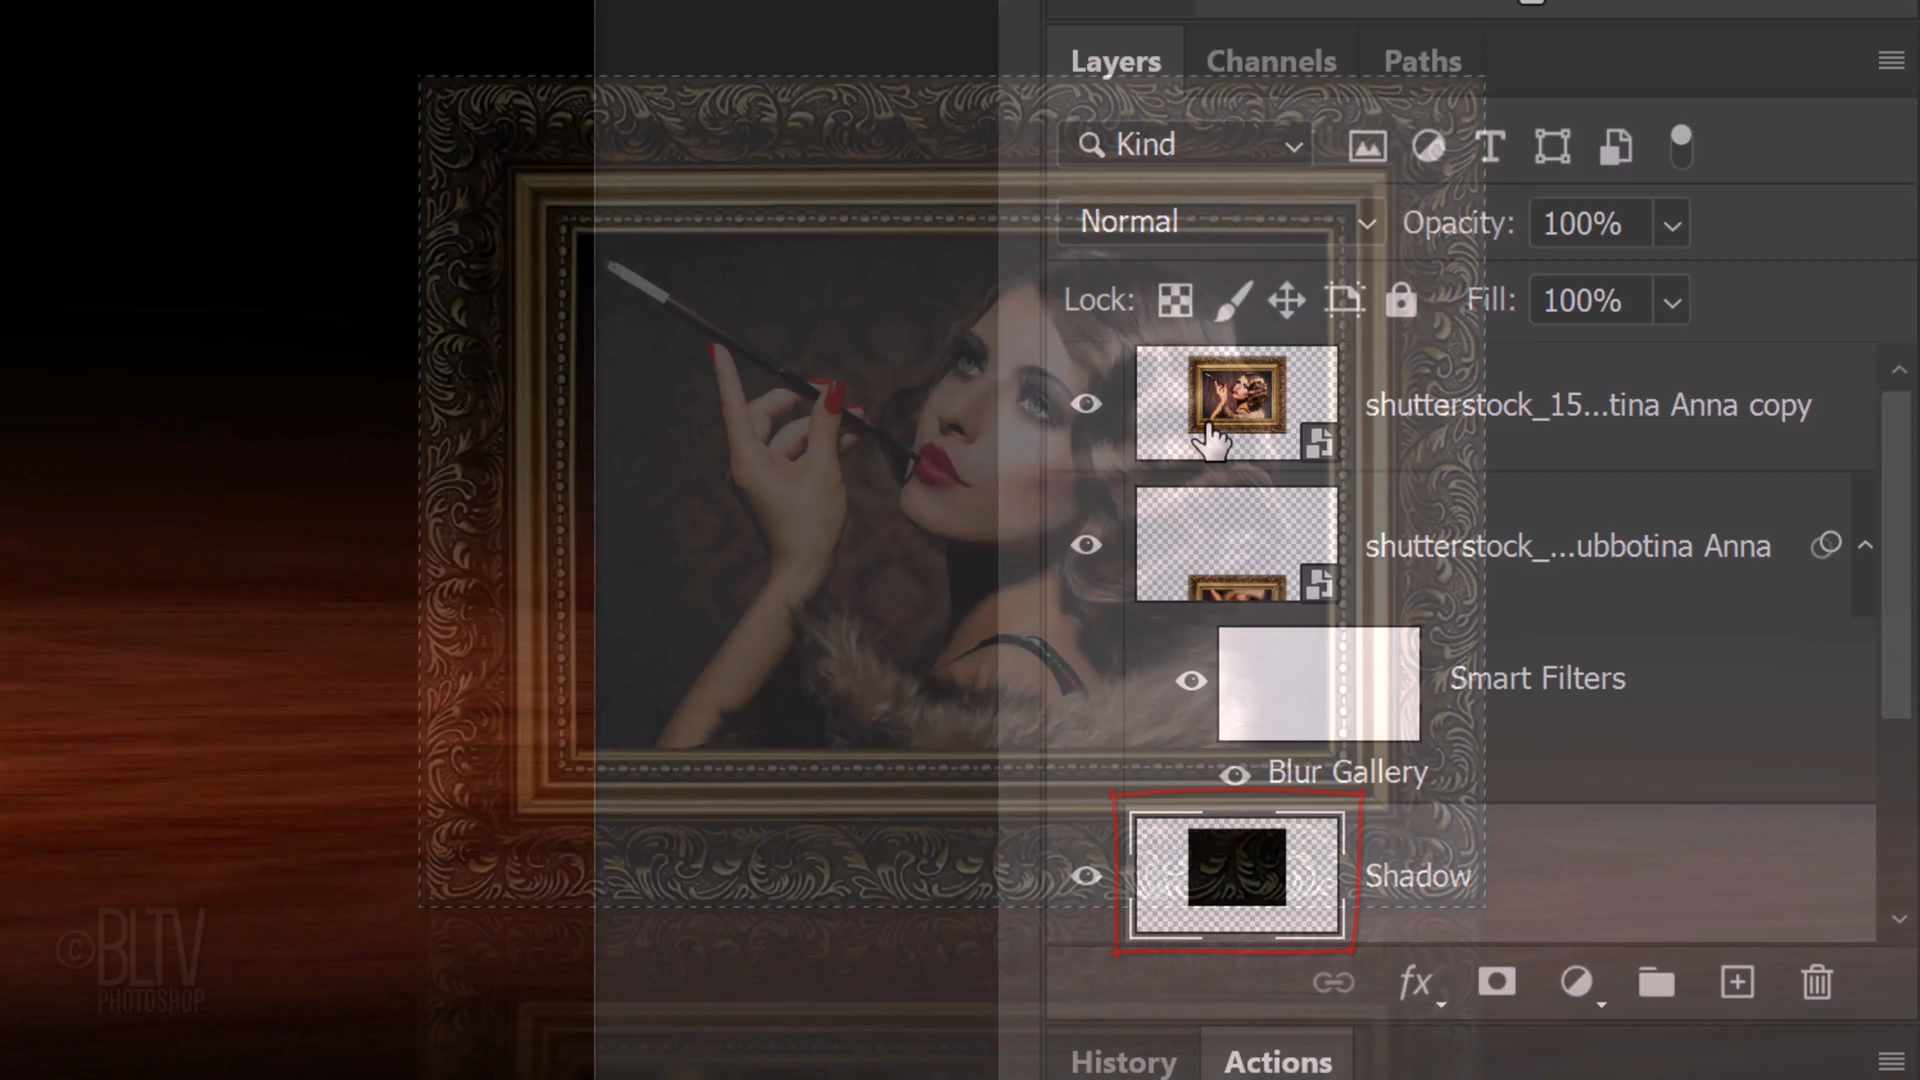 Layers Channels Paths
Kind
Normal Opacity: 100%
Lock: Fill: 100%
shutterstock_15...tina Anna copy
shutterstock_...ubbotina Anna
Smart Filters
Blur Gallery
Shadow
fx
© BLTV
PHOTOSHOP
History Actions